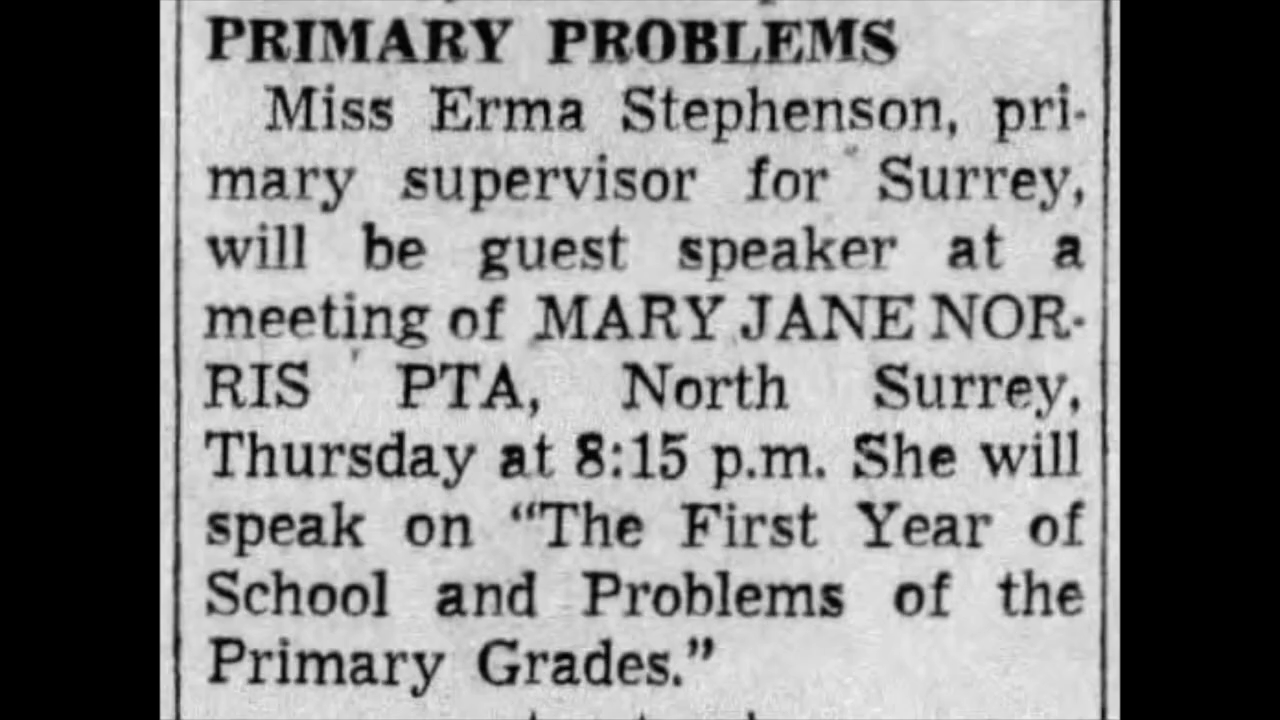 PRIMARY PROBLEMS
Miss Erma Stephenson, pri-
mary supervisor for Surrey,
will be guest speaker at a
meeting of MARY JANE NOR-
RIS PTA, North Surrey,
Thursday at 8:15 p.m. She will
speak on “The First Year of
School and Problems of the
Primary Grades.”